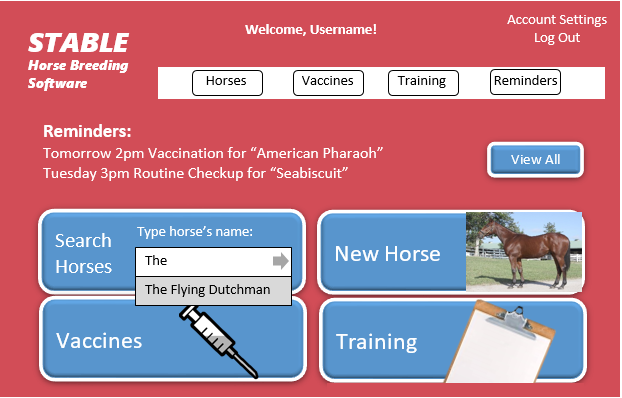 STABLE
Horse Breeding
Software
Welcome, Username!
Account Settings
Log Out
Horses
Vaccines
Training
Reminders
Reminders:
Tomorrow 2pm Vaccination for “American Pharaoh”
Tuesday 3pm Routine Checkup for “Seabiscuit”
View All
Search
Horses
Type horse’s name:
The
The Flying Dutchman
New Horse
Vaccines
Training